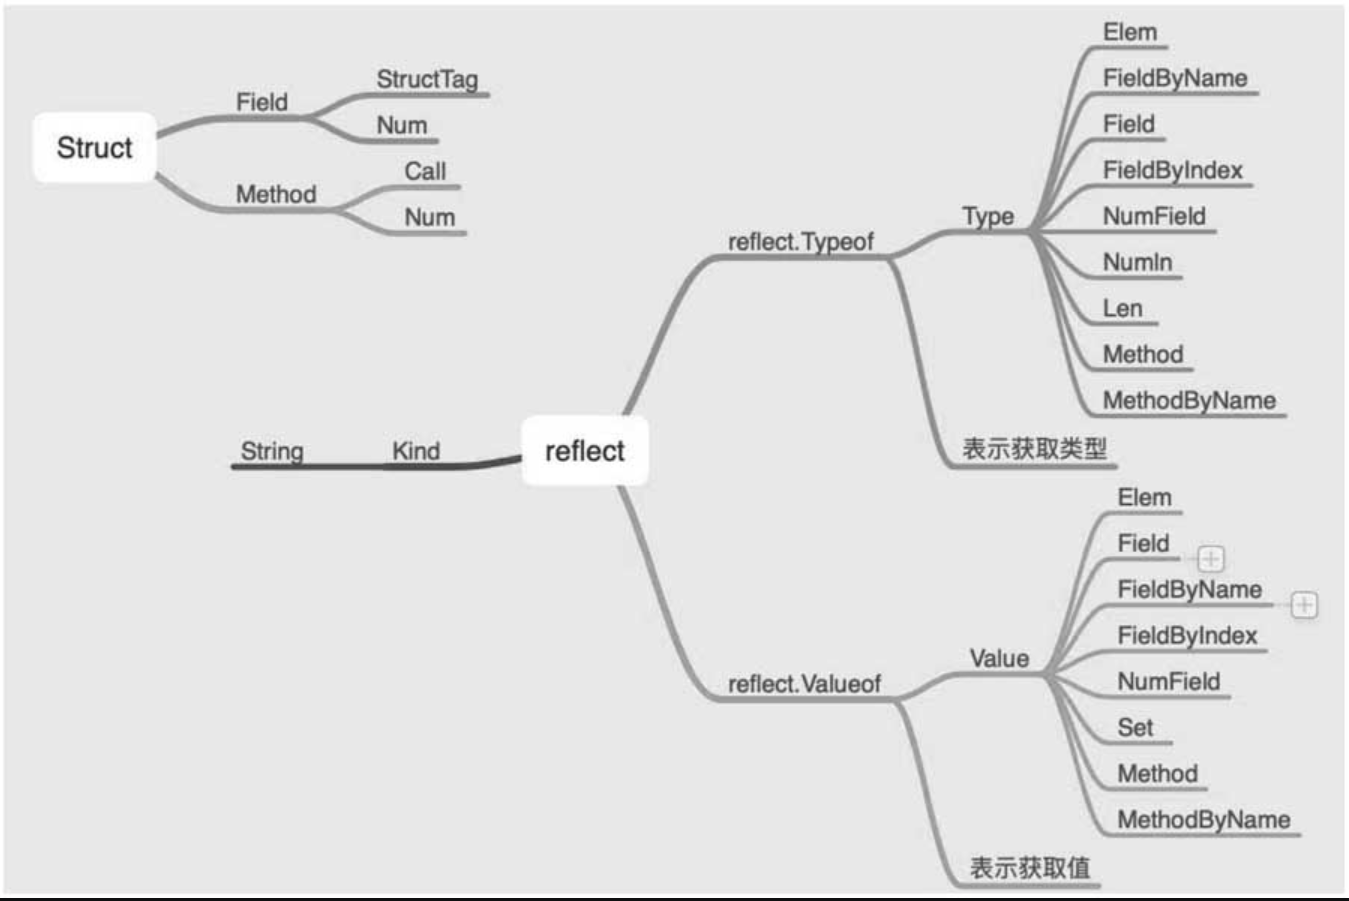 Struct
Field
StructTag
Num
Method
Call
Num
reflect
Kind
String
reflect.Typeof
Type
Elem
FieldByName
Field
FieldByIndex
NumField
NumIn
Len
Method
MethodByName
表示获取类型
reflect.Valueof
Value
Elem
Field
FieldByName
FieldByIndex
NumField
Set
Method
MethodByName
表示获取值